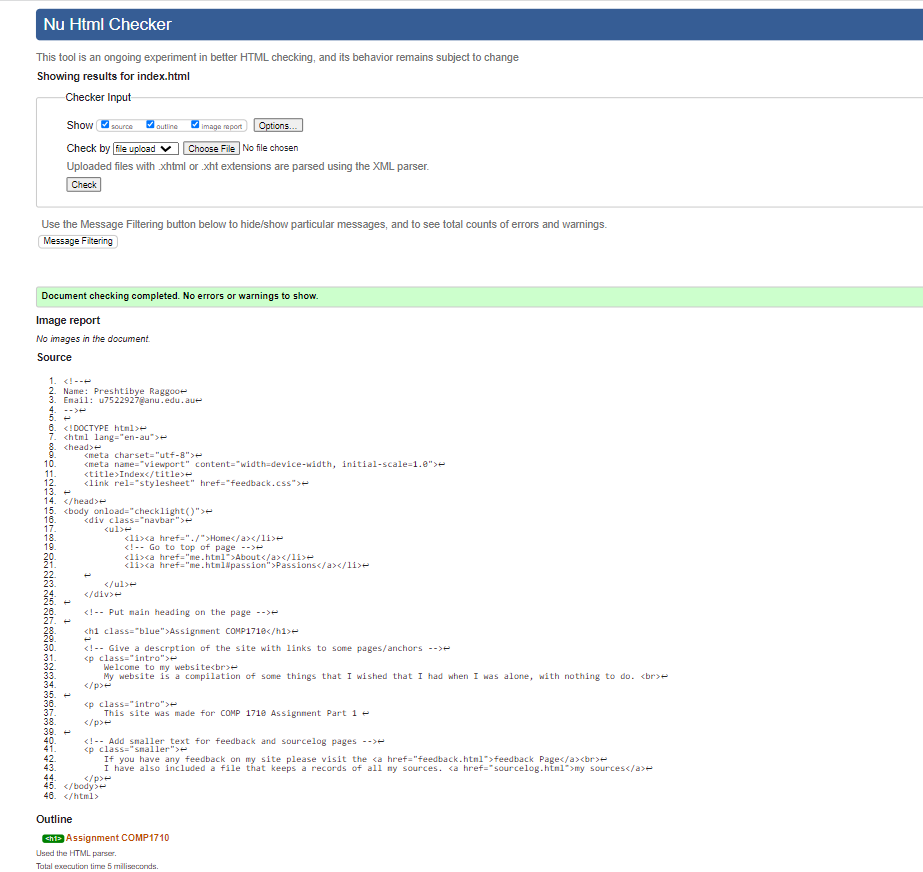 Nu Html Checker
This tool is an ongoing experiment in better HTML checking, and its behavior remains subject to change
Showing results for index.html
Checker Input
Show source outline image report Options...
Check by file upload Choose File No file chosen
Uploaded files with .xhtml or .xht extensions are parsed using the XML parser.
Check
Use the Message Filtering button below to hide/show particular messages, and to see total counts of errors and warnings.
Message Filtering
Document checking completed. No errors or warnings to show.
Image report
No images in the document.
Source
1. <!--↩
2. Name: Preshtibye Raggoo↩
3. Email: u7522927@anu.edu.au↩
4. -->↩
5. ↩
6. <!DOCTYPE html>↩
7. <html lang="en-au">↩
8. <head>↩
9. <meta charset="utf-8">↩
10. <meta name="viewport" content="width=device-width, initial-scale=1.0">↩
11. <title>Index</title>↩
12. <link rel="stylesheet" href="feedback.css">↩
13. ↩
14. </head>↩
15. <body onload="checklight()">↩
16. <div class="navbar">↩
17. <ul>↩
18. <li><a href="./">Home</a></li>↩
19. <!-- Go to top of page -->↩
20. <li><a href="me.html">About</a></li>↩
21. <li><a href="me.html#passion">Passions</a></li>↩
22. ↩
23. </ul>↩
24. </div>↩
25. ↩
26. <!-- Put main heading on the page -->↩
27. ↩
28. <h1 class="blue">Assignment COMP1710</h1>↩
29. ↩
30. <!-- Give a descrption of the site with links to some pages/anchors -->↩
31. <p class="intro">↩
32. Welcome to my website<br>↩
33. My website is a compilation of some things that I wished that I had when I was alone, with nothing to do. <br>↩
34. </p>↩
35. ↩
36. <p class="intro">↩
37. This site was made for COMP 1710 Assignment Part 1 ↩
38. </p>↩
39. ↩
40. <!-- Add smaller text for feedback and sourcelog pages -->↩
41. <p class="smaller">↩
42. If you have any feedback on my site please visit the <a href="feedback.html">feedback Page</a><br>↩
43. I have also included a file that keeps a records of all my sources. <a href="sourcelog.html">my sources</a>↩
44. </p>↩
45. </body>↩
46. </html>
Outline
<h1> Assignment COMP1710
Used the HTML parser.
Total execution time 5 milliseconds.